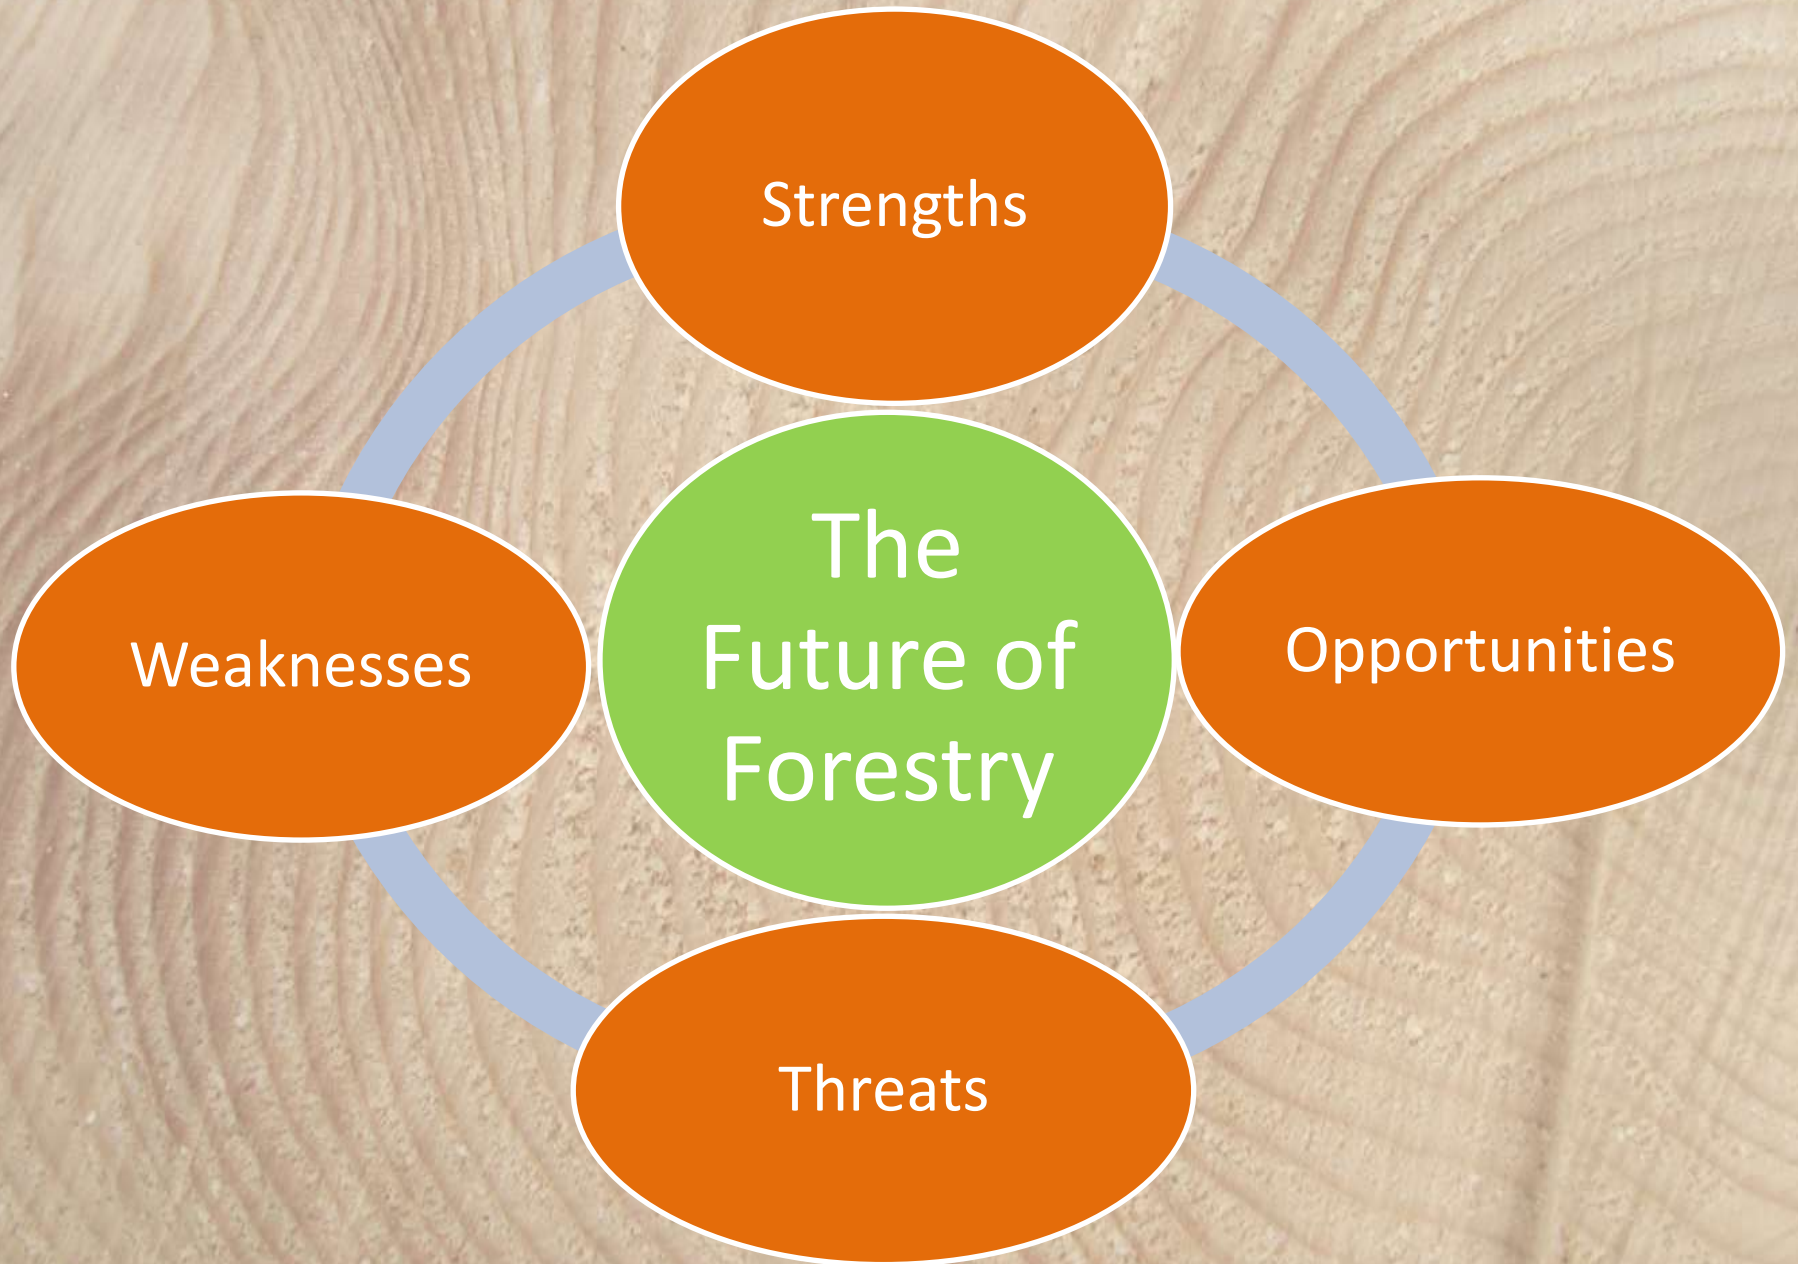 Strengths
Weaknesses
The
Future of
Forestry
Opportunities
Threats